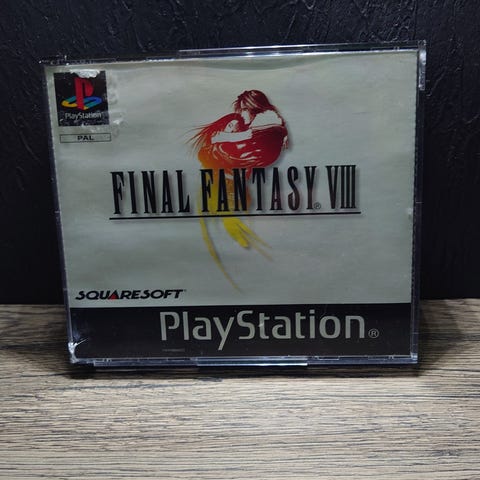 PlayStation
PAL
FINAL FANTASY® VIII
SQUARESOFT®
PlayStation®